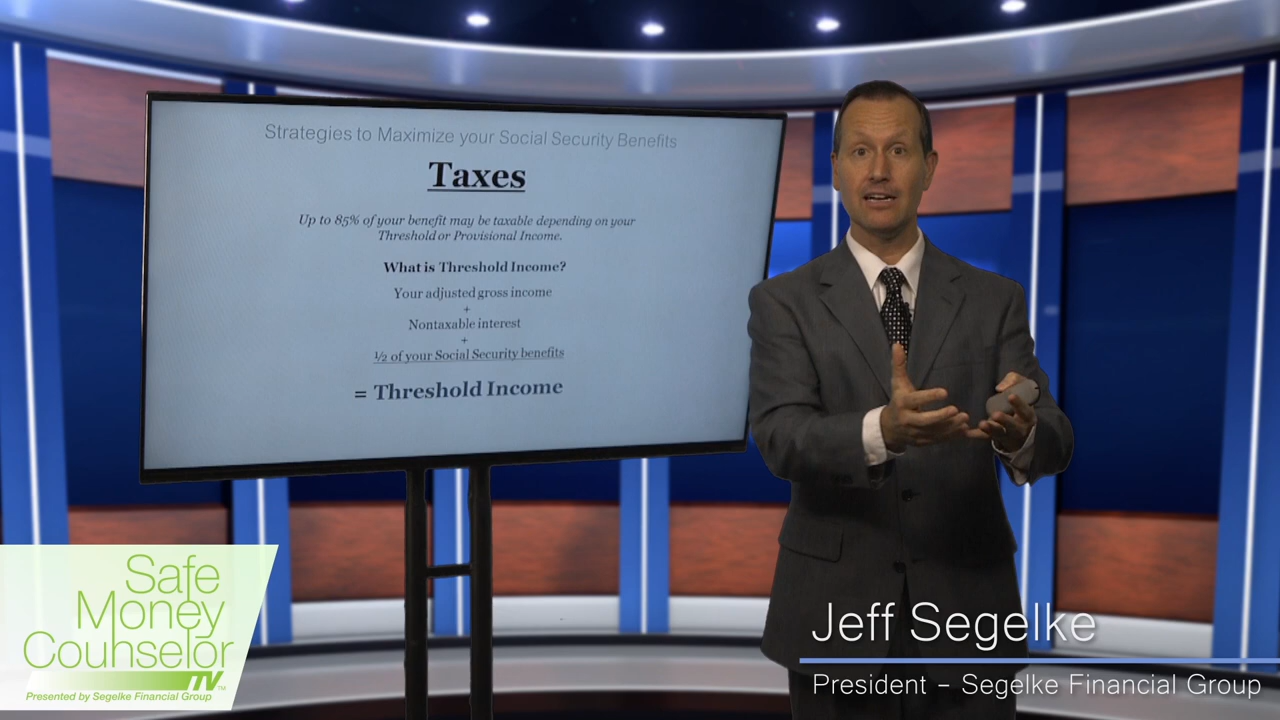 Strategies to Maximize your Social Security Benefits
Taxes
Up to 85% of your benefit may be taxable depending on your
Threshold or Provisional Income.
What is Threshold Income?
Your adjusted gross income
+
Nontaxable interest
+
½ of your Social Security benefits
= Threshold Income
Safe
Money
Counselor
TV™
Presented by Segelke Financial Group
Jeff Segelke
President – Segelke Financial Group